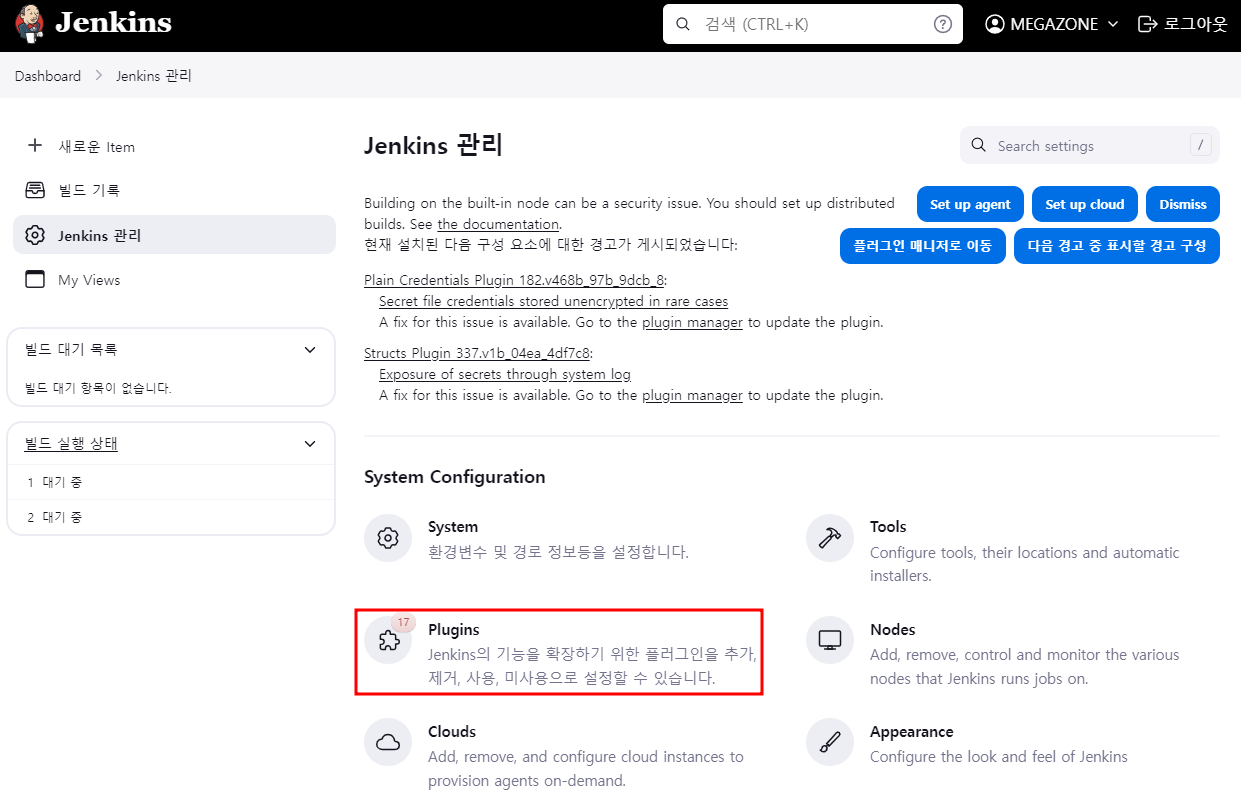 Jenkins
검색 (CTRL+K)
MEGAZONE
로그아웃
Dashboard
Jenkins 관리
새로운 Item
빌드 기록
Jenkins 관리
My Views
빌드 대기 목록
빌드 대기 항목이 없습니다.
빌드 실행 상태
1 대기 중
2 대기 중
Jenkins 관리
Search settings
/
Building on the built-in node can be a security issue. You should set up distributed
builds. See the documentation.
Set up agent
Set up cloud
Dismiss
현재 설치된 다음 구성 요소에 대한 경고가 게시되었습니다:
플러그인 매니저로 이동
다음 경고 중 표시할 경고 구성
Plain Credentials Plugin 182.v468b_97b_9dcb_8:
Secret file credentials stored unencrypted in rare cases
A fix for this issue is available. Go to the plugin manager to update the plugin.
Structs Plugin 337.v1b_04ea_4df7c8:
Exposure of secrets through system log
A fix for this issue is available. Go to the plugin manager to update the plugin.
System Configuration
System
환경변수 및 경로 정보등을 설정합니다.
Tools
Configure tools, their locations and automatic
installers.
17
Plugins
Jenkins의 기능을 확장하기 위한 플러그인을 추가,
제거, 사용, 미사용으로 설정할 수 있습니다.
Nodes
Add, remove, control and monitor the various
nodes that Jenkins runs jobs on.
Clouds
Add, remove, and configure cloud instances to
provision agents on-demand.
Appearance
Configure the look and feel of Jenkins